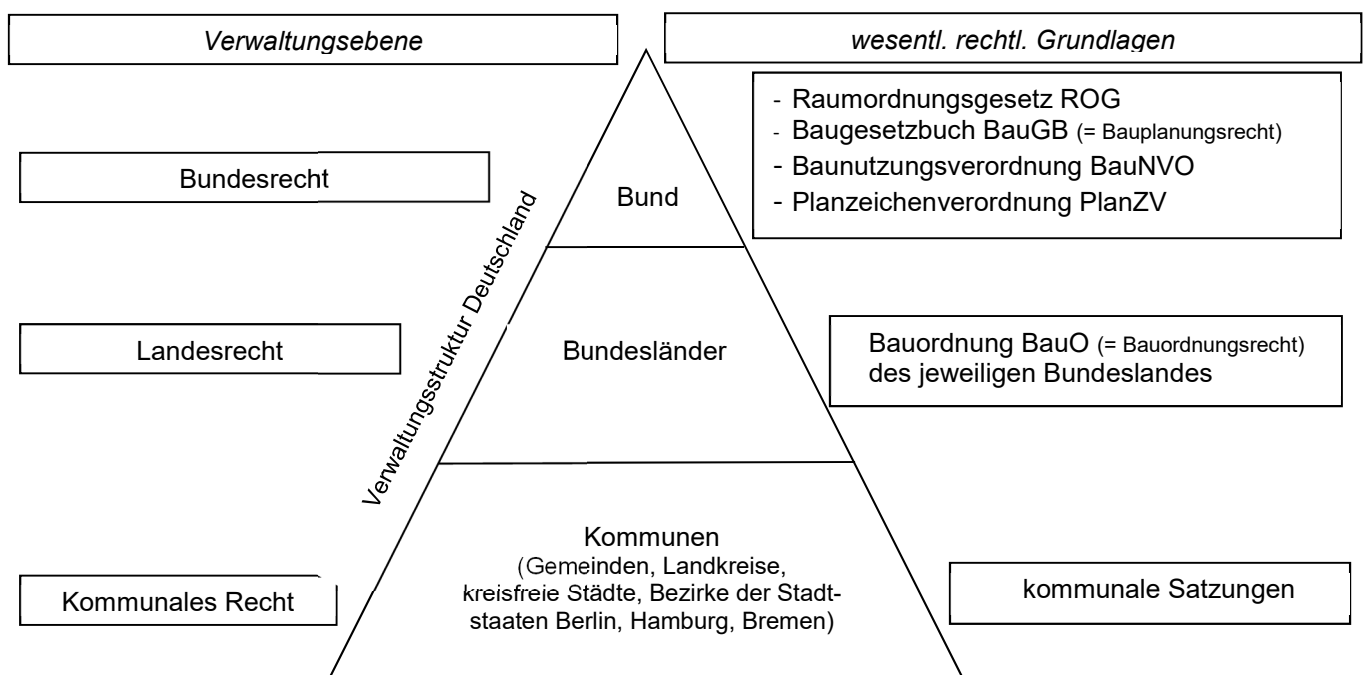 Verwaltungsebene
wesentl. rechtl. Grundlagen
- Raumordnungsgesetz ROG
- Baugesetzbuch BauGB (= Bauplanungsrecht)
- Baunutzungsverordnung BauNVO
- Planzeichenverordnung PlanZV
Bundesrecht
Bund
Verwaltungsstruktur Deutschland
Landesrecht
Bundesländer
Bauordnung BauO (= Bauordnungsrecht)
des jeweiligen Bundeslandes
Kommunales Recht
Kommunen
(Gemeinden, Landkreise,
kreisfreie Städte, Bezirke der Stadt-
staaten Berlin, Hamburg, Bremen)
kommunale Satzungen